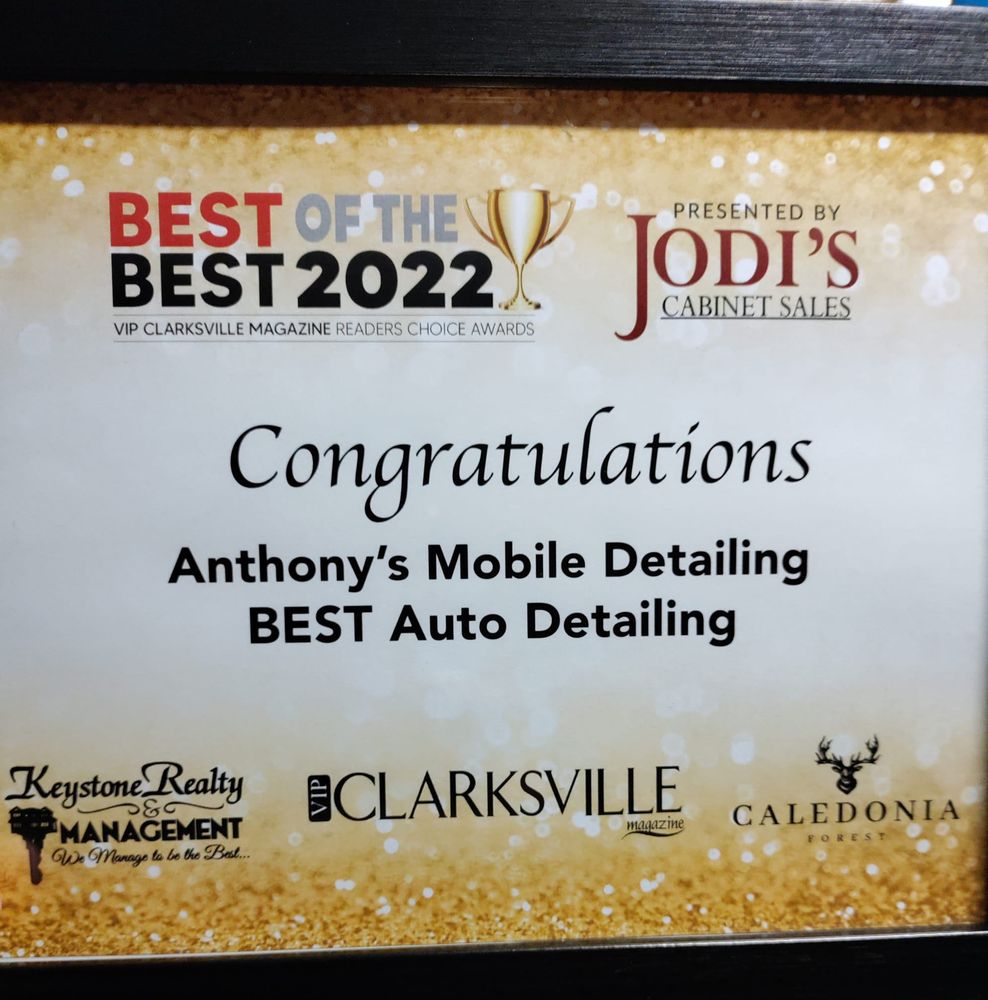 BEST OF THE
BEST 2022
VIP CLARKSVILLE MAGAZINE READERS CHOICE AWARDS
PRESENTED BY
JODI'S
CABINET SALES
Congratulations
Anthony's Mobile Detailing
BEST Auto Detailing
Keystone Realty
&
MANAGEMENT
We Manage to be the Best...
VIP CLARKSVILLE
magazine
CALEDONIA
FOREST